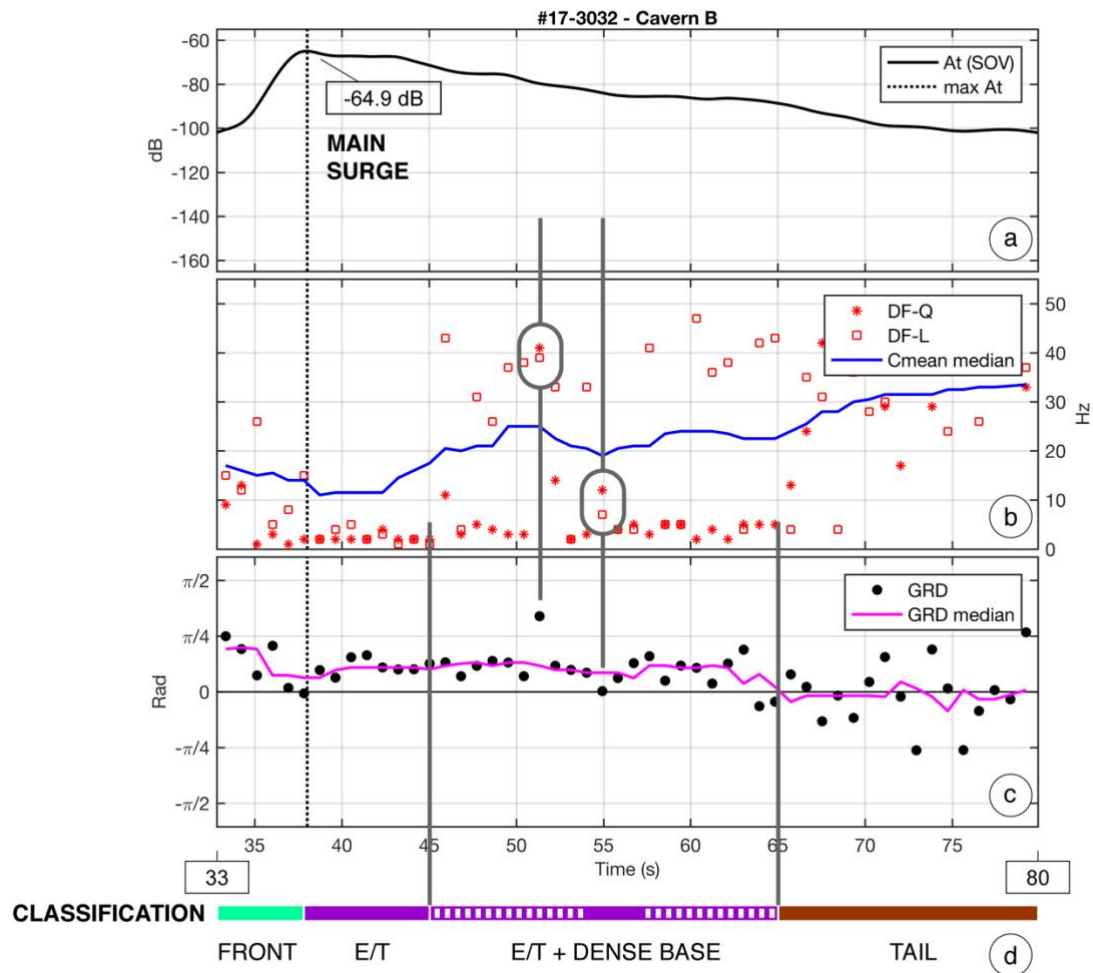 #17-3032 - Cavern B
-60
-80
-100
-120
-140
-160
dB
At (SOV)
max At
-64.9 dB
MAIN
SURGE
a
50
40
30
20
10
0
Hz
DF-Q
DF-L
Cmean median
b
π/2
π/4
0
-π/4
-π/2
Rad
GRD
GRD median
c
35 40 45 50 55 60 65 70 75 80
Time (s)
33 80
CLASSIFICATION
FRONT E/T E/T + DENSE BASE TAIL d